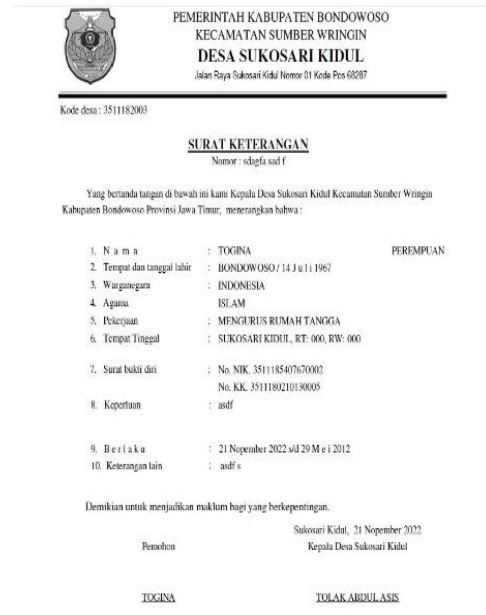 PEMERINTAH KABUPATEN BONDOWOSO
KECAMATAN SUMBER WRINGIN
DESA SUKOSARI KIDUL
Jalan Raya Sukosari Kidul Nomor 01 Kode Pos 68287
Kode desa : 3511182003
SURAT KETERANGAN
Nomor : sdagfa sad f
Yang bertanda tangan di bawah ini kami Kepala Desa Sukosari Kidul Kecamatan Sumber Wringin
Kabupaten Bondowoso Provinsi Jawa Timur, menerangkan bahwa :
1. N a m a : TOGINA PEREMPUAN
2. Tempat dan tanggal lahir : BONDOWOSO / 14 J u l i 1967
3. Warganegara : INDONESIA
4. Agama ISLAM
5. Pekerjaan : MENGURUS RUMAH TANGGA
6. Tempat Tinggal : SUKOSARI KIDUL, RT: 000, RW: 000
7. Surat bukti diri : No. NIK. 3511185407670002
No. KK. 3511180210130005
8. Keperluan : asdf
9. B e r l a k u : 21 Nopember 2022 s/d 29 M e i 2012
10. Keterangan lain : asdf s
Demikian untuk menjadikan maklum bagi yang berkepentingan.
Sukosari Kidul, 21 Nopember 2022
Pemohon Kepala Desa Sukosari Kidul
TOGINA TOLAK ABDUL ASIS